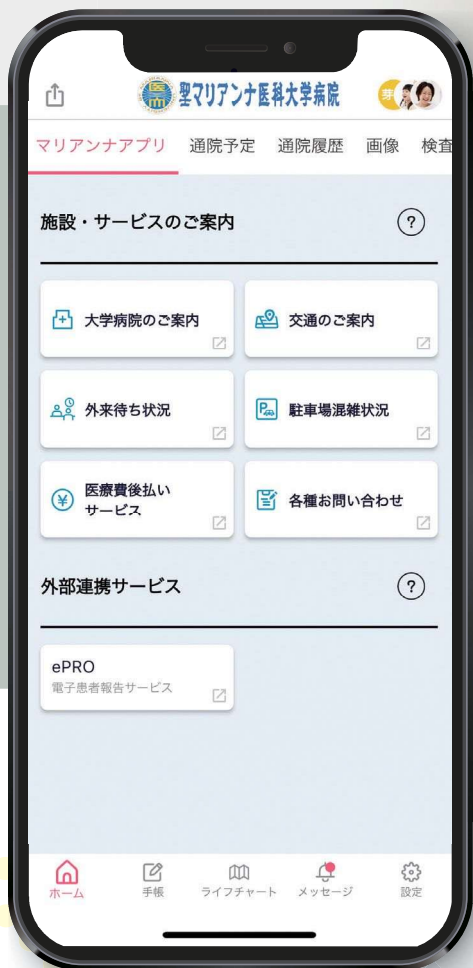 聖マリアンナ医科大学病院
芽
マリアンナアプリ 通院予定 通院履歴 画像 検査
施設・サービスのご案内 ?
大学病院のご案内 交通のご案内
外来待ち状況 駐車場混雑状況
医療費後払い
サービス 各種お問い合わせ
外部連携サービス ?
ePRO
電子患者報告サービス
ホーム 手帳 ライフチャート メッセージ 設定